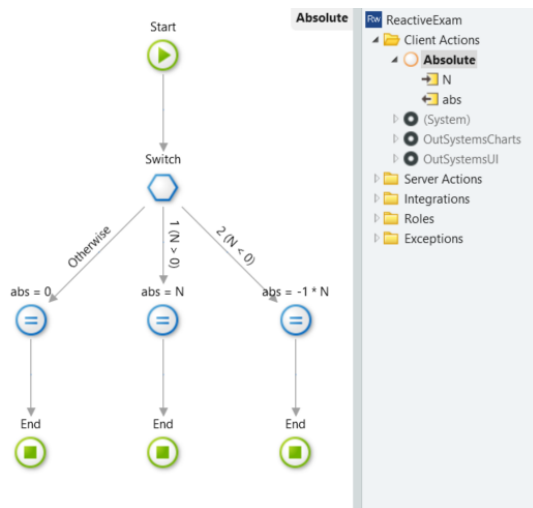 Absolute
Start
Switch
Otherwise
1 (N > 0)
2 (N < 0)
abs = 0
abs = N
abs = -1 * N
End
End
End
Rw ReactiveExam
Client Actions
Absolute
N
abs
(System)
OutSystemsCharts
OutSystemsUI
Server Actions
Integrations
Roles
Exceptions